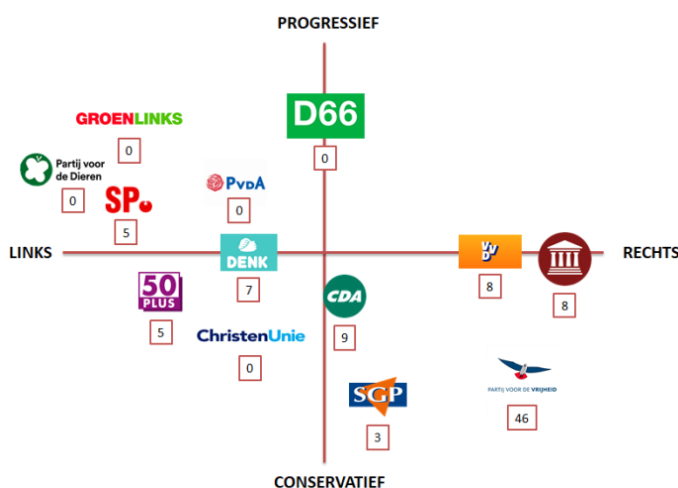 PROGRESSIEF
D66
GROENLINKS
0
0
Partij voor
de Dieren
0
SP.
5
PVDA
0
LINKS
DENK
7
VVD
8
8
RECHTS
50
PLUS
5
CDA
9
ChristenUnie
0
SGP
3
PARTIJ VOOR DE VRIJHEID
46
CONSERVATIEF